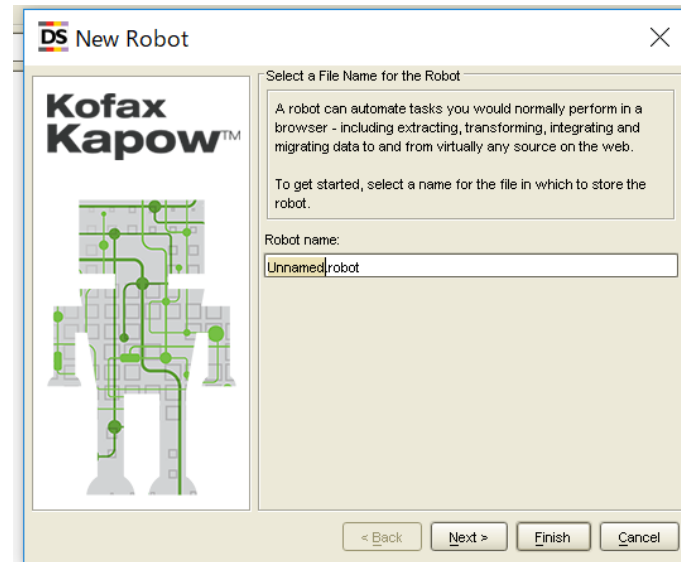 DS New Robot
Kofax
Kapow™
Select a File Name for the Robot
A robot can automate tasks you would normally perform in a
browser - including extracting, transforming, integrating and
migrating data to and from virtually any source on the web.
To get started, select a name for the file in which to store the
robot.
Robot name:
Unnamed.robot
< Back Next > Finish Cancel